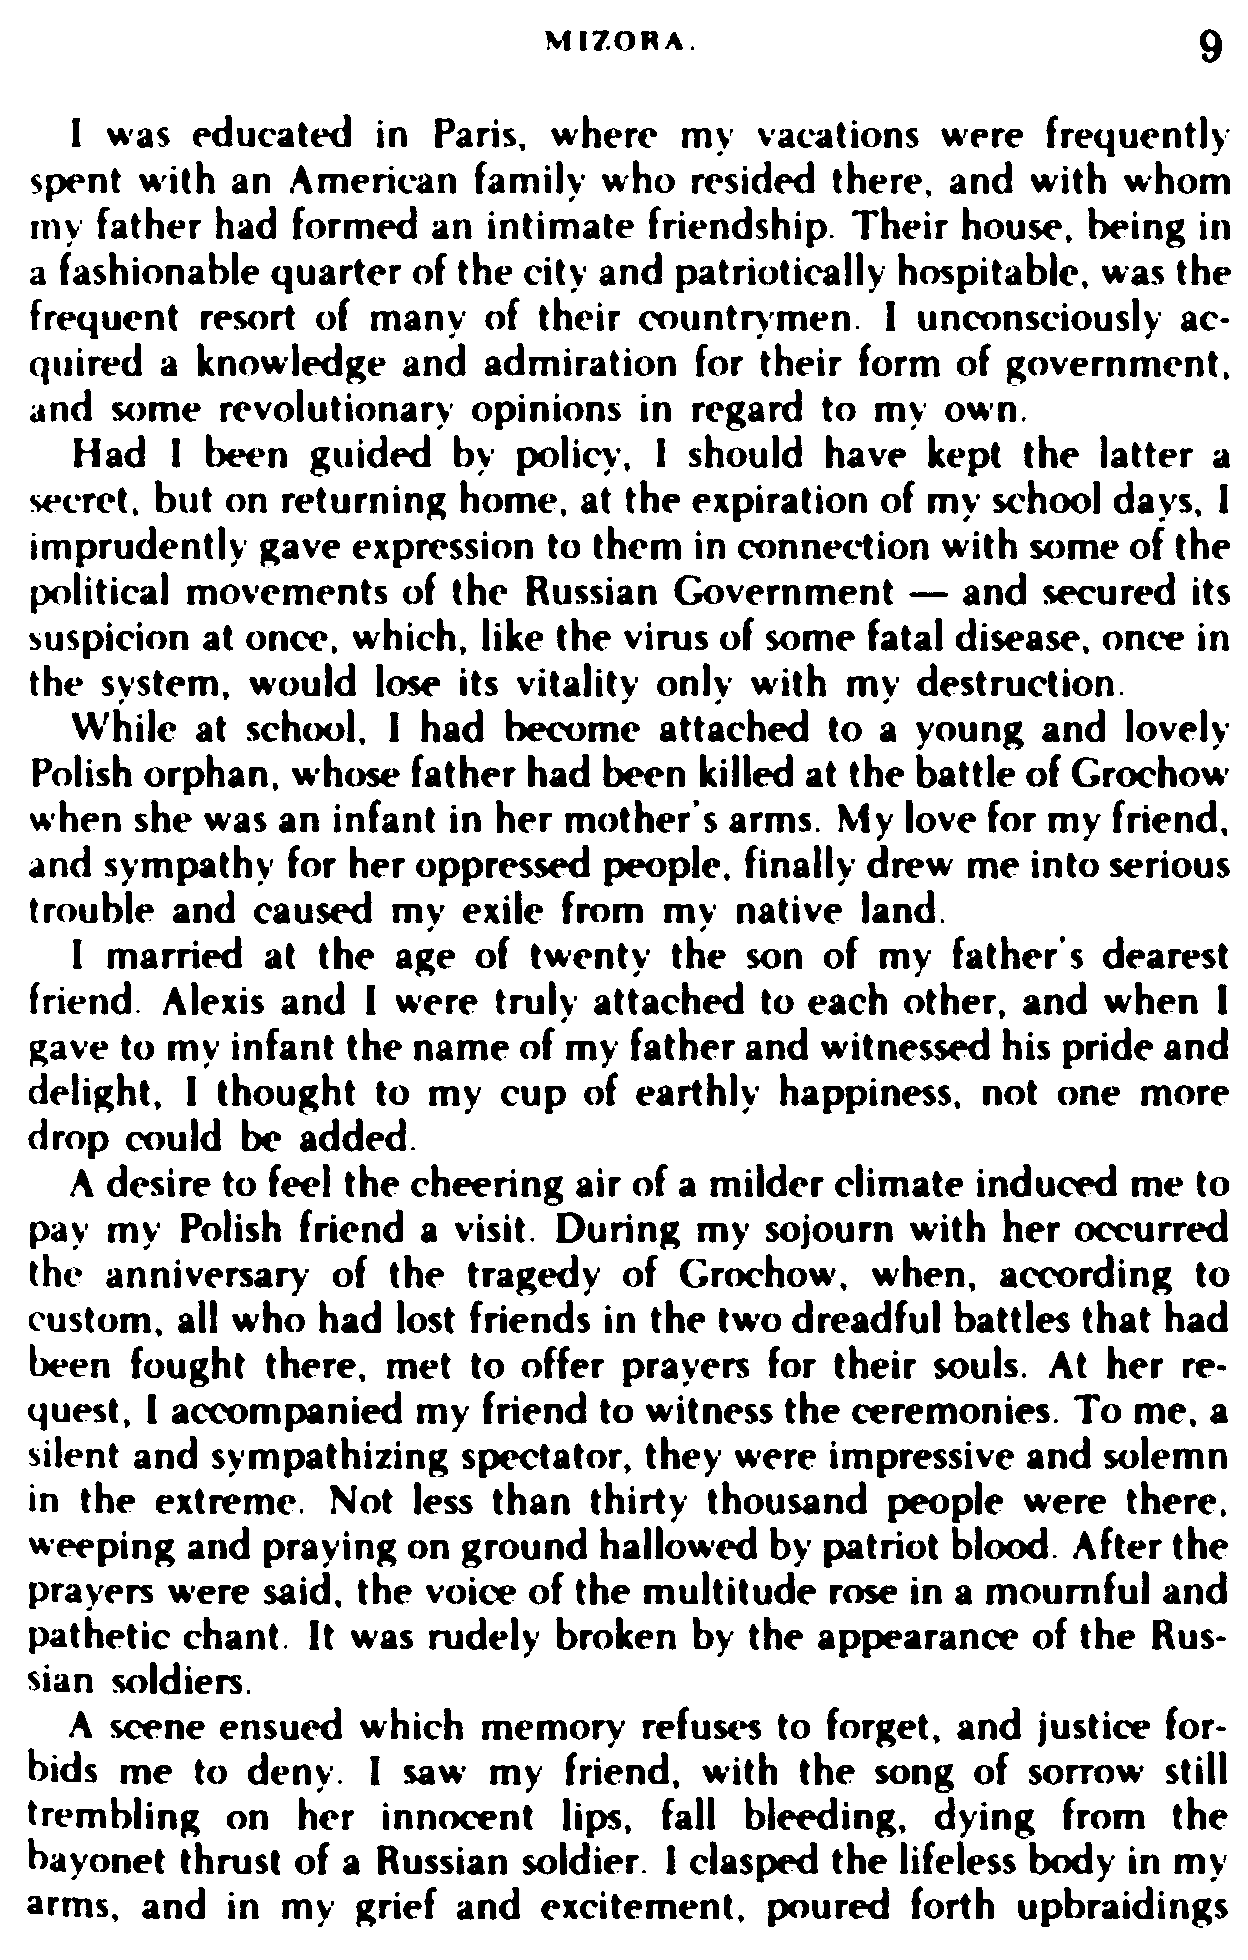 MIZORA. 9
I was educated in Paris, where my vacations were frequently
spent with an American family who resided there, and with whom
my father had formed an intimate friendship. Their house, being in
a fashionable quarter of the city and patriotically hospitable, was the
frequent resort of many of their countrymen. I unconsciously ac-
quired a knowledge and admiration for their form of government,
and some revolutionary opinions in regard to my own.
Had I been guided by policy, I should have kept the latter a
secret, but on returning home, at the expiration of my school days, I
imprudently gave expression to them in connection with some of the
political movements of the Russian Government — and secured its
suspicion at once, which, like the virus of some fatal disease, once in
the system, would lose its vitality only with my destruction.
While at school, I had become attached to a young and lovely
Polish orphan, whose father had been killed at the battle of Grochow
when she was an infant in her mother's arms. My love for my friend,
and sympathy for her oppressed people, finally drew me into serious
trouble and caused my exile from my native land.
I married at the age of twenty the son of my father's dearest
friend. Alexis and I were truly attached to each other, and when I
gave to my infant the name of my father and witnessed his pride and
delight, I thought to my cup of earthly happiness, not one more
drop could be added.
A desire to feel the cheering air of a milder climate induced me to
pay my Polish friend a visit. During my sojourn with her occurred
the anniversary of the tragedy of Grochow, when, according to
custom, all who had lost friends in the two dreadful battles that had
been fought there, met to offer prayers for their souls. At her re-
quest, I accompanied my friend to witness the ceremonies. To me, a
silent and sympathizing spectator, they were impressive and solemn
in the extreme. Not less than thirty thousand people were there,
weeping and praying on ground hallowed by patriot blood. After the
prayers were said, the voice of the multitude rose in a mournful and
pathetic chant. It was rudely broken by the appearance of the Rus-
sian soldiers.
A scene ensued which memory refuses to forget, and justice for-
bids me to deny. I saw my friend, with the song of sorrow still
trembling on her innocent lips, fall bleeding, dying from the
bayonet thrust of a Russian soldier. I clasped the lifeless body in my
arms, and in my grief and excitement, poured forth upbraidings